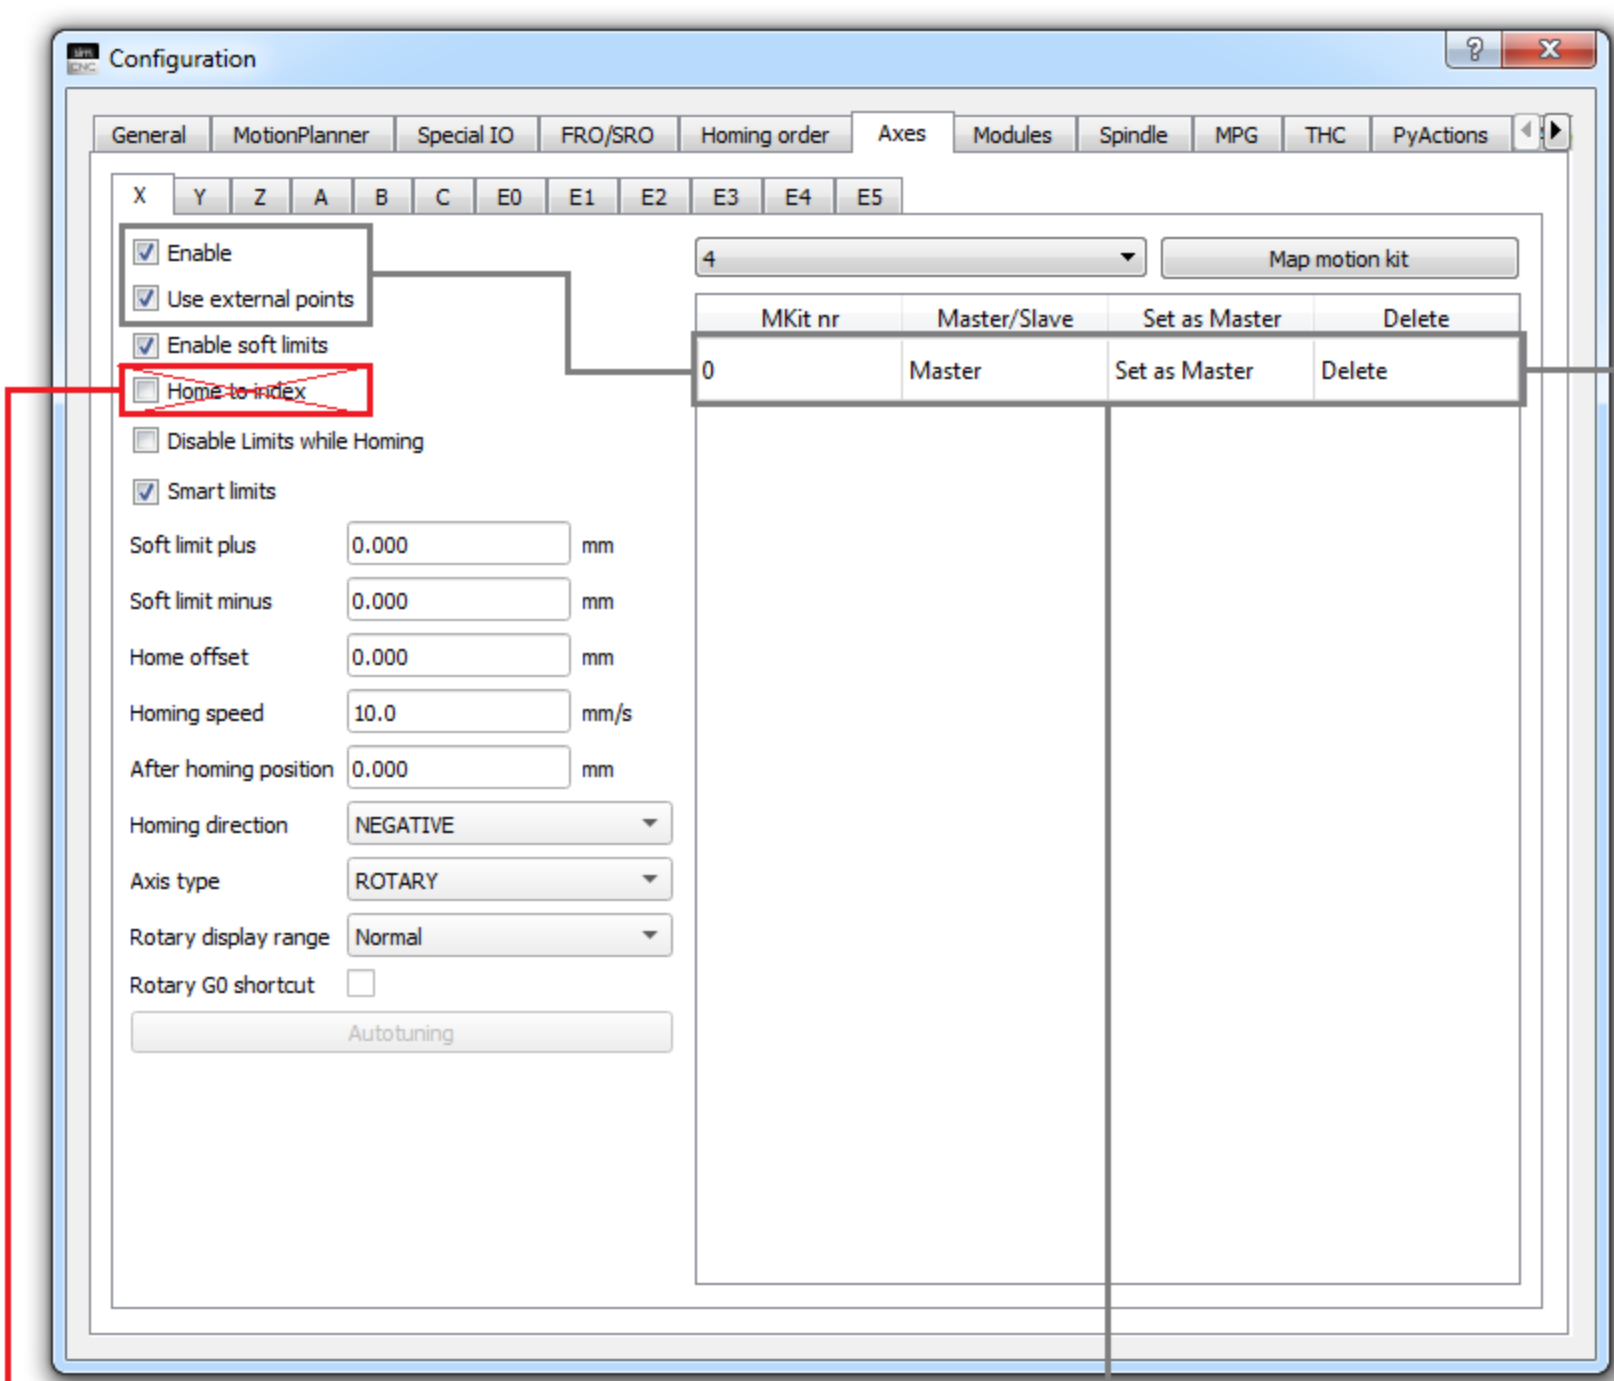 sim CNC Configuration
General MotionPlanner Special IO FRO/SRO Homing order Axes Modules Spindle MPG THC PyActions
X Y Z A B C E0 E1 E2 E3 E4 E5
Enable
4 Map motion kit
Use external points
MKit nr Master/Slave Set as Master Delete
Enable soft limits
0 Master Set as Master Delete
Home to index
Disable Limits while Homing
Smart limits
Soft limit plus 0.000 mm
Soft limit minus 0.000 mm
Home offset 0.000 mm
Homing speed 10.0 mm/s
After homing position 0.000 mm
Homing direction NEGATIVE
Axis type ROTARY
Rotary display range Normal
Rotary G0 shortcut
Autotuning